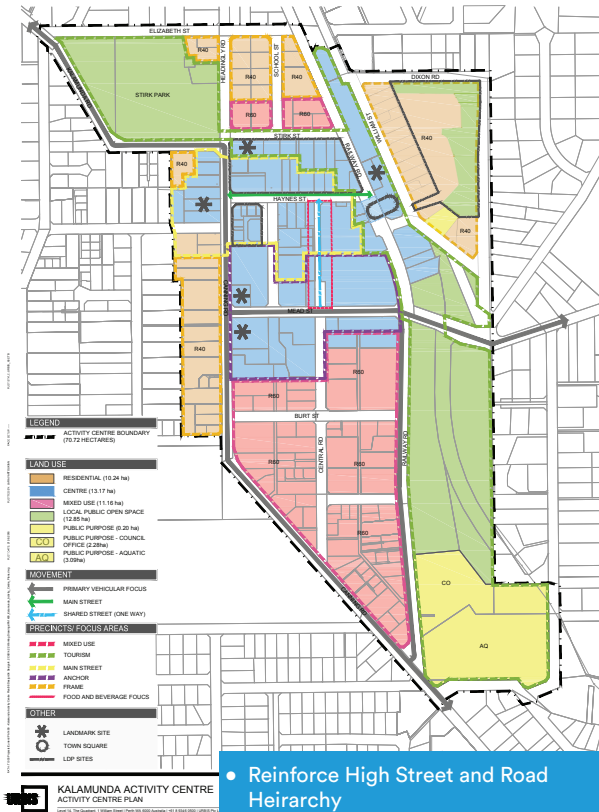 ELIZABETH ST
R40
HEADINGLY RD
SCHOOL ST
R40
R40
DIXON RD
STIRK PARK
R60
R60
WILLIAM ST
R40
STIRK ST
RAILWAY RD
R40
HAYNES ST
R40
MEAD ST
R40
R60
R60
BURT ST
CENTRAL RD
RAILWAY RD
R60
R60
R60
CO
AQ
LEGEND
ACTIVITY CENTRE BOUNDARY
(70.72 HECTARES)
LAND USE
RESIDENTIAL (10.24 ha)
CENTRE (13.17 ha)
MIXED USE (11.16 ha)
LOCAL PUBLIC OPEN SPACE
(12.85 ha)
PUBLIC PURPOSE (0.20 ha)
CO PUBLIC PURPOSE - COUNCIL
OFFICE (2.28ha)
AQ PUBLIC PURPOSE - AQUATIC
(3.09ha)
MOVEMENT
PRIMARY VEHICULAR FOCUS
MAIN STREET
SHARED STREET (ONE WAY)
PRECINCTS/ FOCUS AREAS
MIXED USE
TOURISM
MAIN STREET
ANCHOR
FRAME
FOOD AND BEVERAGE FOUCS
OTHER
LANDMARK SITE
TOWN SQUARE
LDP SITES
URBIS
KALAMUNDA ACTIVITY CENTRE
ACTIVITY CENTRE PLAN
• Reinforce High Street and Road
Heirarchy